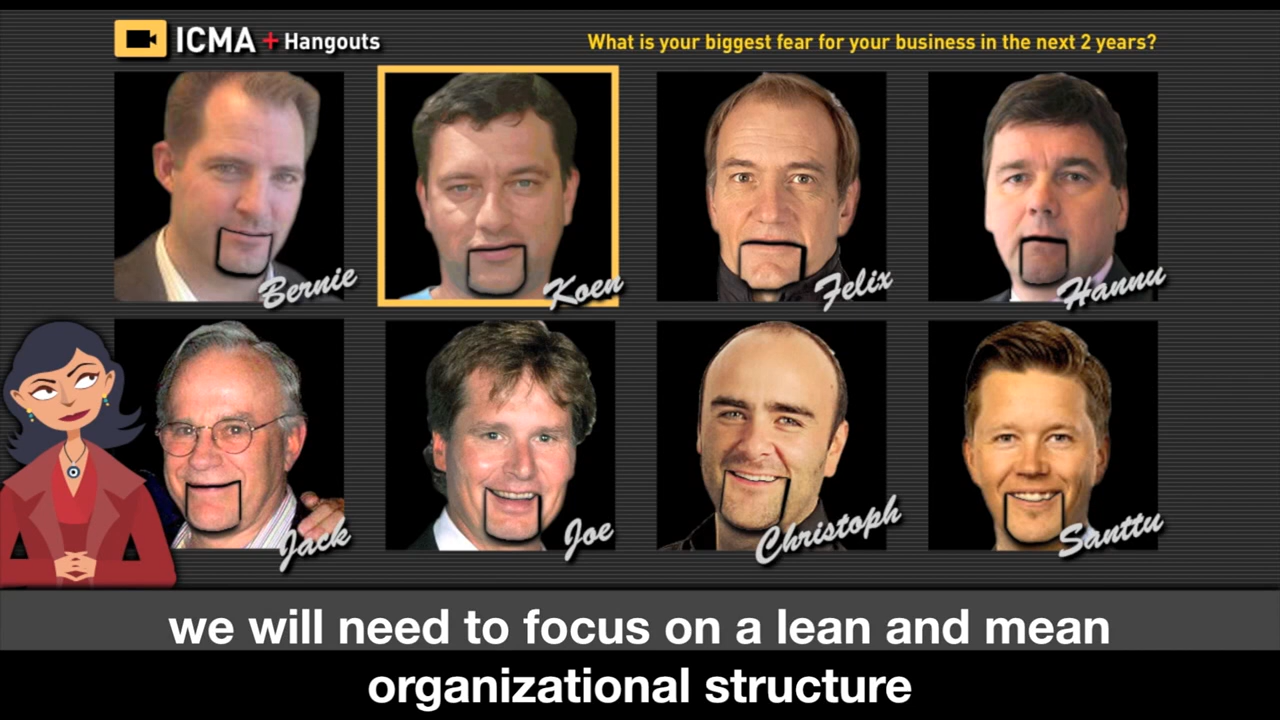 ICMA + Hangouts
What is your biggest fear for your business in the next 2 years?
Bernie
Koen
Felix
Hannu
Jack
Joe
Christoph
Santtu
we will need to focus on a lean and mean
organizational structure